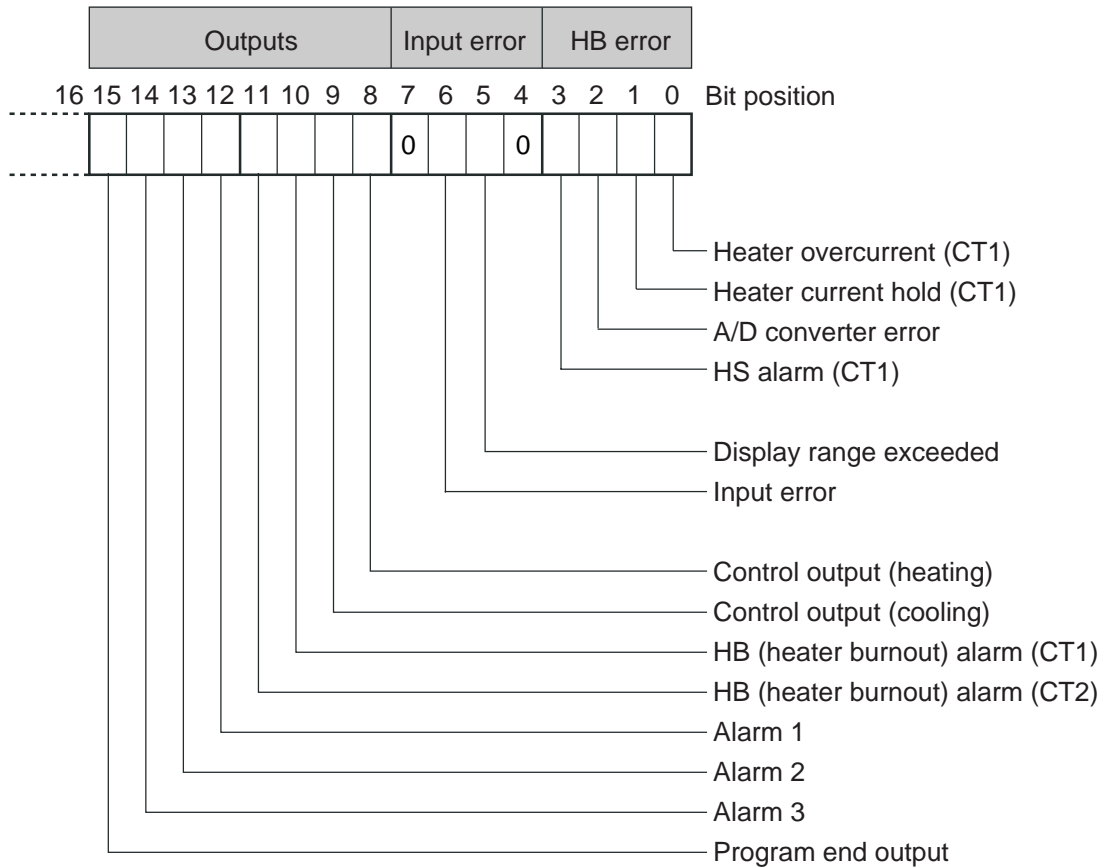 Outputs Input error HB error
16 15 14 13 12 11 10 9 8 7 6 5 4 3 2 1 0 Bit position
0 0
Heater overcurrent (CT1)
Heater current hold (CT1)
A/D converter error
HS alarm (CT1)
Display range exceeded
Input error
Control output (heating)
Control output (cooling)
HB (heater burnout) alarm (CT1)
HB (heater burnout) alarm (CT2)
Alarm 1
Alarm 2
Alarm 3
Program end output